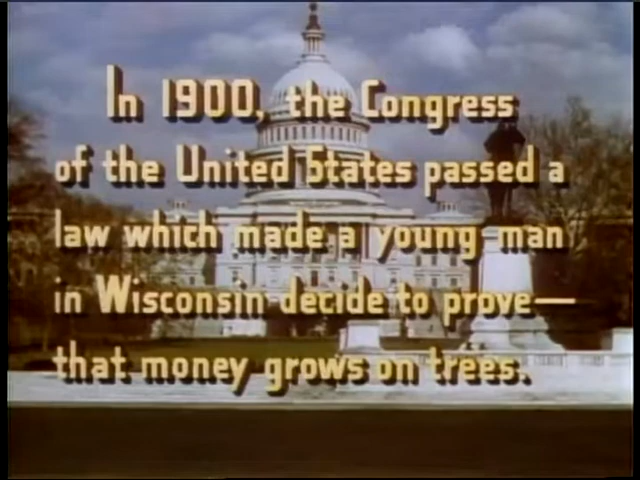 In 1900, the Congress
of the United States passed a
law which made a young man
in Wisconsin decide to prove—
that money grows on trees.